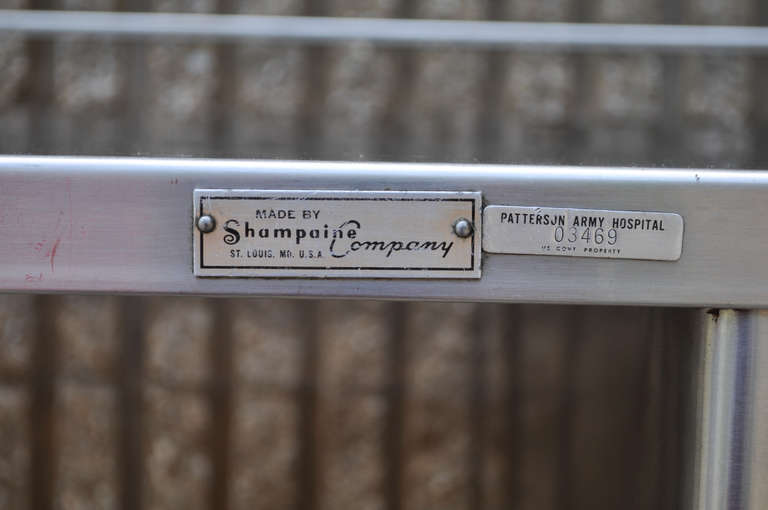 MADE BY
Shampaine Company
ST. LOUIS, MO. U.S.A.
PATTERSON ARMY HOSPITAL
03469
US GOVT PROPERTY